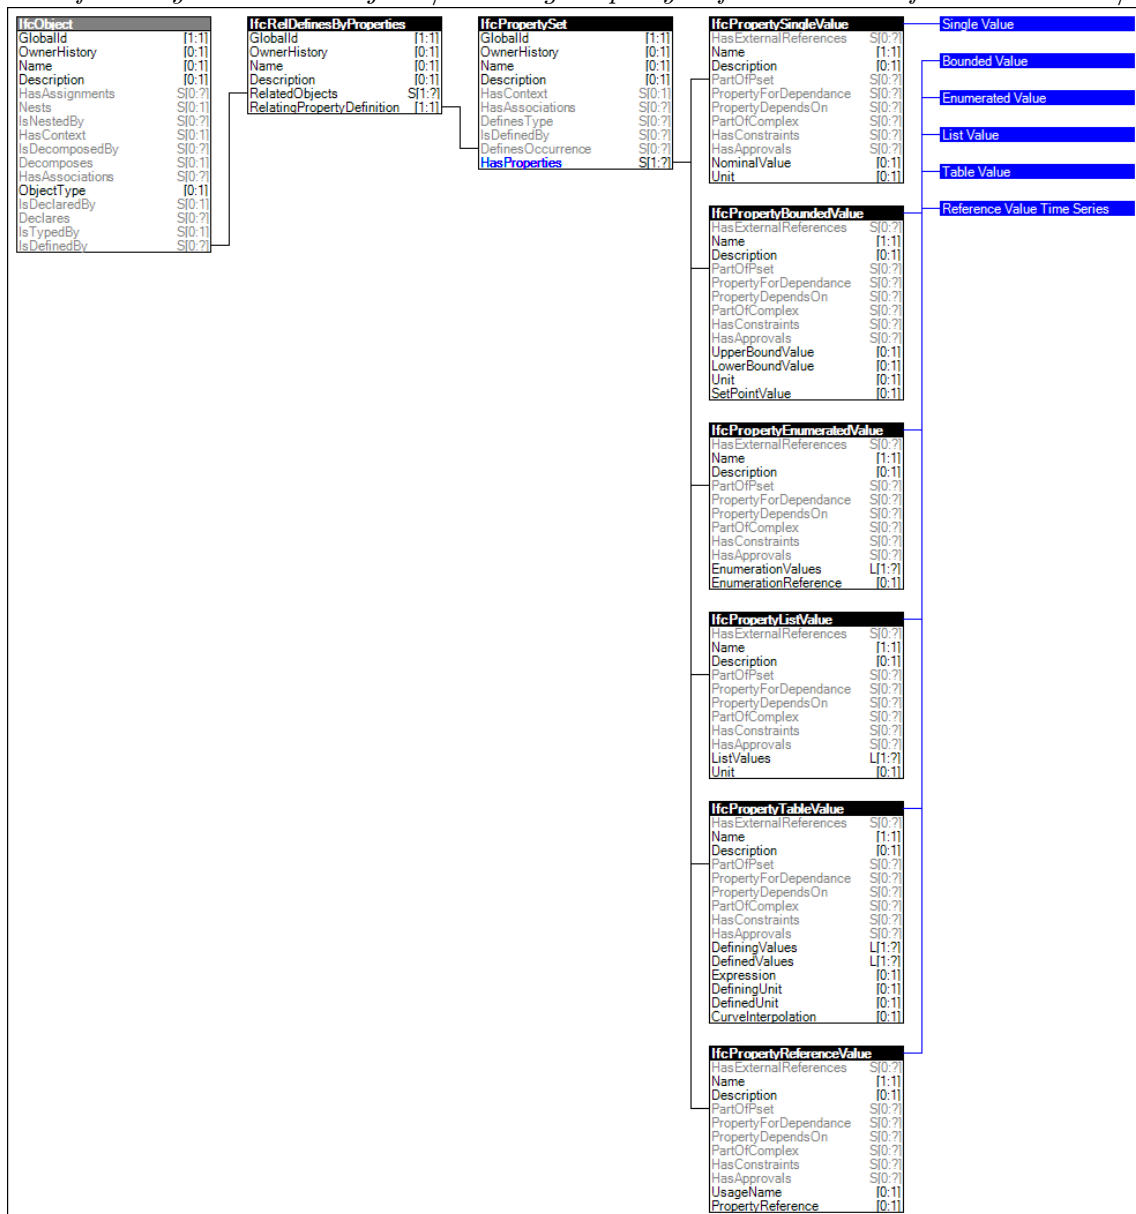 IfcObject
GlobalId [1:1]
OwnerHistory [0:1]
Name [0:1]
Description [0:1]
HasAssignments S[0:?]
Nests S[0:1]
IsNestedBy S[0:?]
HasContext S[0:1]
IsDecomposedBy S[0:?]
Decomposes S[0:1]
HasAssociations S[0:?]
ObjectType [0:1]
IsDeclaredBy S[0:1]
Declares S[0:?]
IsTypedBy S[0:1]
IsDefinedBy S[0:?]
IfcRelDefinesByProperties
GlobalId [1:1]
OwnerHistory [0:1]
Name [0:1]
Description [0:1]
RelatedObjects S[1:?]
RelatingPropertyDefinition [1:1]
IfcPropertySet
GlobalId [1:1]
OwnerHistory [0:1]
Name [0:1]
Description [0:1]
HasContext S[0:1]
HasAssociations S[0:?]
DefinesType S[0:?]
IsDefinedBy S[0:?]
DefinesOccurrence S[0:?]
HasProperties S[1:?]
IfcPropertySingleValue
HasExternalReferences S[0:?]
Name [1:1]
Description [0:1]
PartOfPset S[0:?]
PropertyForDependance S[0:?]
PropertyDependsOn S[0:?]
PartOfComplex S[0:?]
HasConstraints S[0:?]
HasApprovals S[0:?]
NominalValue [0:1]
Unit [0:1]
IfcPropertyBoundedValue
HasExternalReferences S[0:?]
Name [1:1]
Description [0:1]
PartOfPset S[0:?]
PropertyForDependance S[0:?]
PropertyDependsOn S[0:?]
PartOfComplex S[0:?]
HasConstraints S[0:?]
HasApprovals S[0:?]
UpperBoundValue [0:1]
LowerBoundValue [0:1]
Unit [0:1]
SetPointValue [0:1]
IfcPropertyEnumeratedValue
HasExternalReferences S[0:?]
Name [1:1]
Description [0:1]
PartOfPset S[0:?]
PropertyForDependance S[0:?]
PropertyDependsOn S[0:?]
PartOfComplex S[0:?]
HasConstraints S[0:?]
HasApprovals S[0:?]
EnumerationValues L[1:?]
EnumerationReference [0:1]
IfcPropertyListValue
HasExternalReferences S[0:?]
Name [1:1]
Description [0:1]
PartOfPset S[0:?]
PropertyForDependance S[0:?]
PropertyDependsOn S[0:?]
PartOfComplex S[0:?]
HasConstraints S[0:?]
HasApprovals S[0:?]
ListValues L[1:?]
Unit [0:1]
IfcPropertyTableValue
HasExternalReferences S[0:?]
Name [1:1]
Description [0:1]
PartOfPset S[0:?]
PropertyForDependance S[0:?]
PropertyDependsOn S[0:?]
PartOfComplex S[0:?]
HasConstraints S[0:?]
HasApprovals S[0:?]
DefiningValues L[1:?]
DefinedValues L[1:?]
Expression [0:1]
DefiningUnit [0:1]
DefinedUnit [0:1]
CurveInterpolation [0:1]
IfcPropertyReferenceValue
HasExternalReferences S[0:?]
Name [1:1]
Description [0:1]
PartOfPset S[0:?]
PropertyForDependance S[0:?]
PropertyDependsOn S[0:?]
PartOfComplex S[0:?]
HasConstraints S[0:?]
HasApprovals S[0:?]
UsageName [0:1]
PropertyReference [0:1]
Single Value
Bounded Value
Enumerated Value
List Value
Table Value
Reference Value Time Series